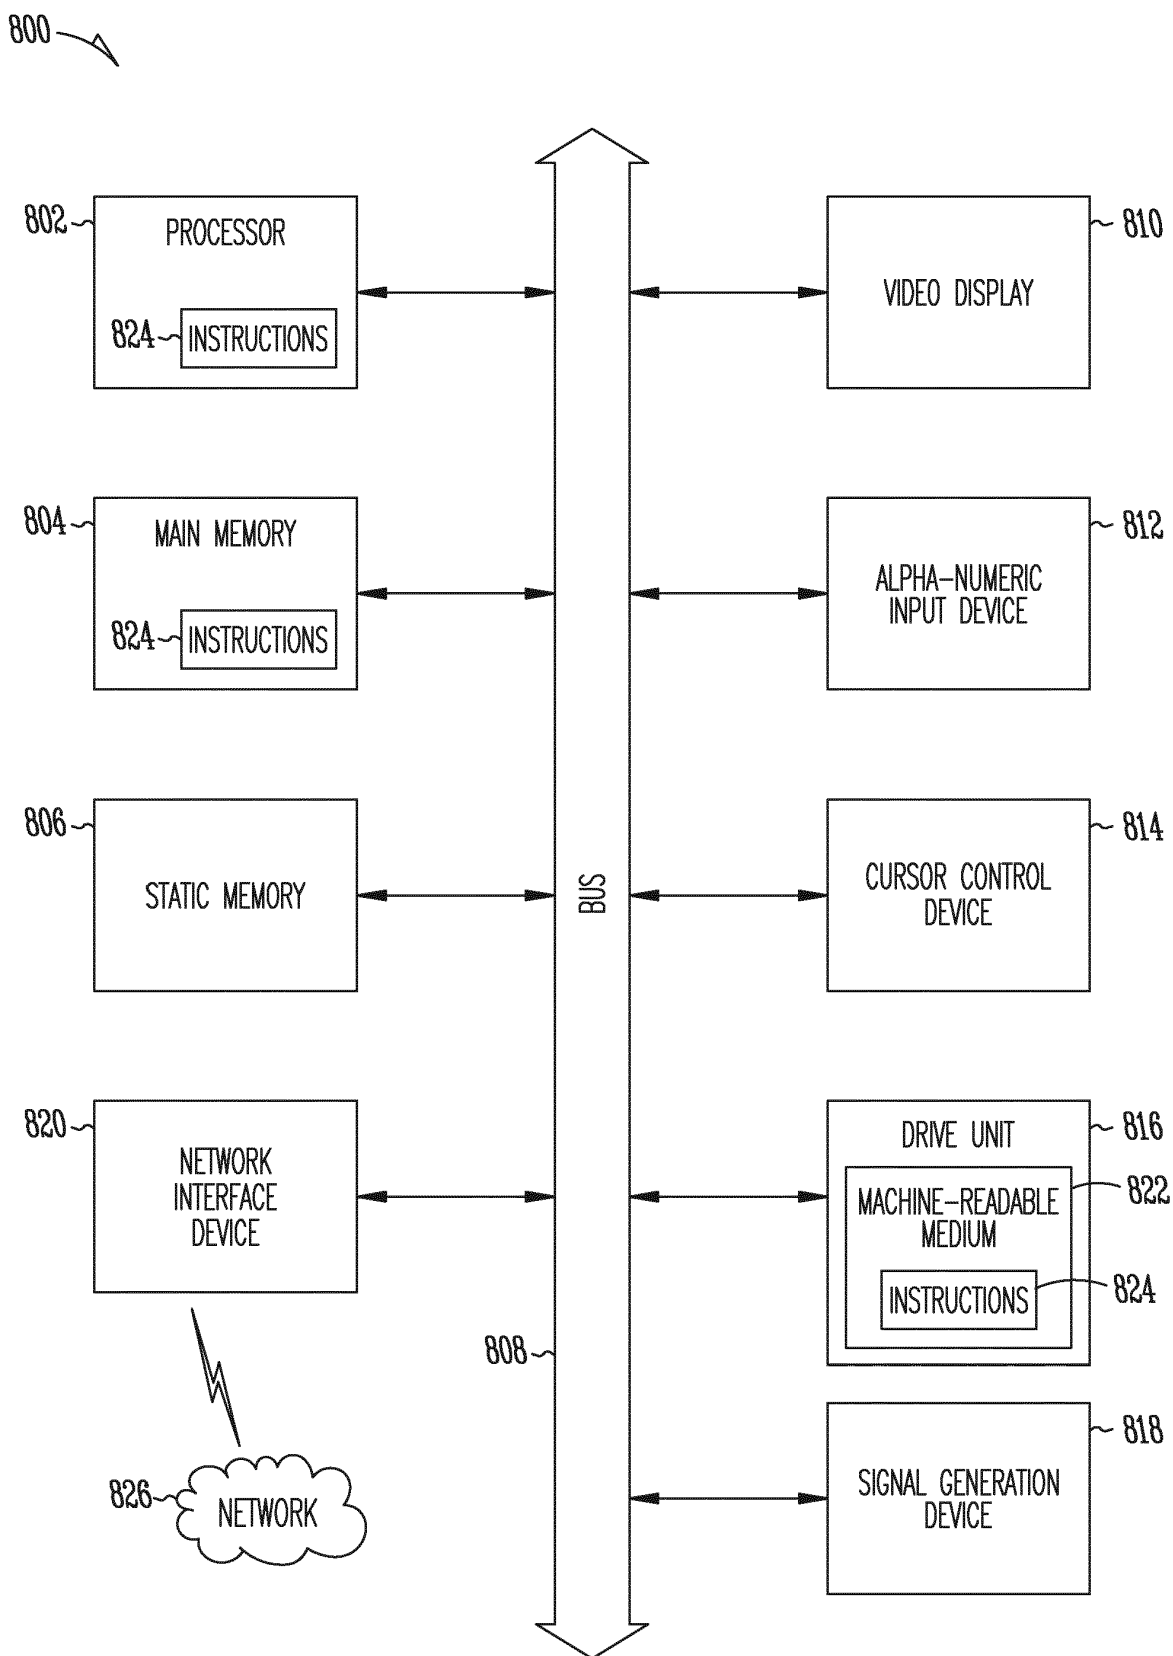 800
802
PROCESSOR
824
INSTRUCTIONS
804
MAIN MEMORY
824
INSTRUCTIONS
806
STATIC MEMORY
820
NETWORK
INTERFACE
DEVICE
826
NETWORK
BUS
808
810
VIDEO DISPLAY
812
ALPHA-NUMERIC
INPUT DEVICE
814
CURSOR CONTROL
DEVICE
816
DRIVE UNIT
822
MACHINE-READABLE
MEDIUM
824
INSTRUCTIONS
818
SIGNAL GENERATION
DEVICE